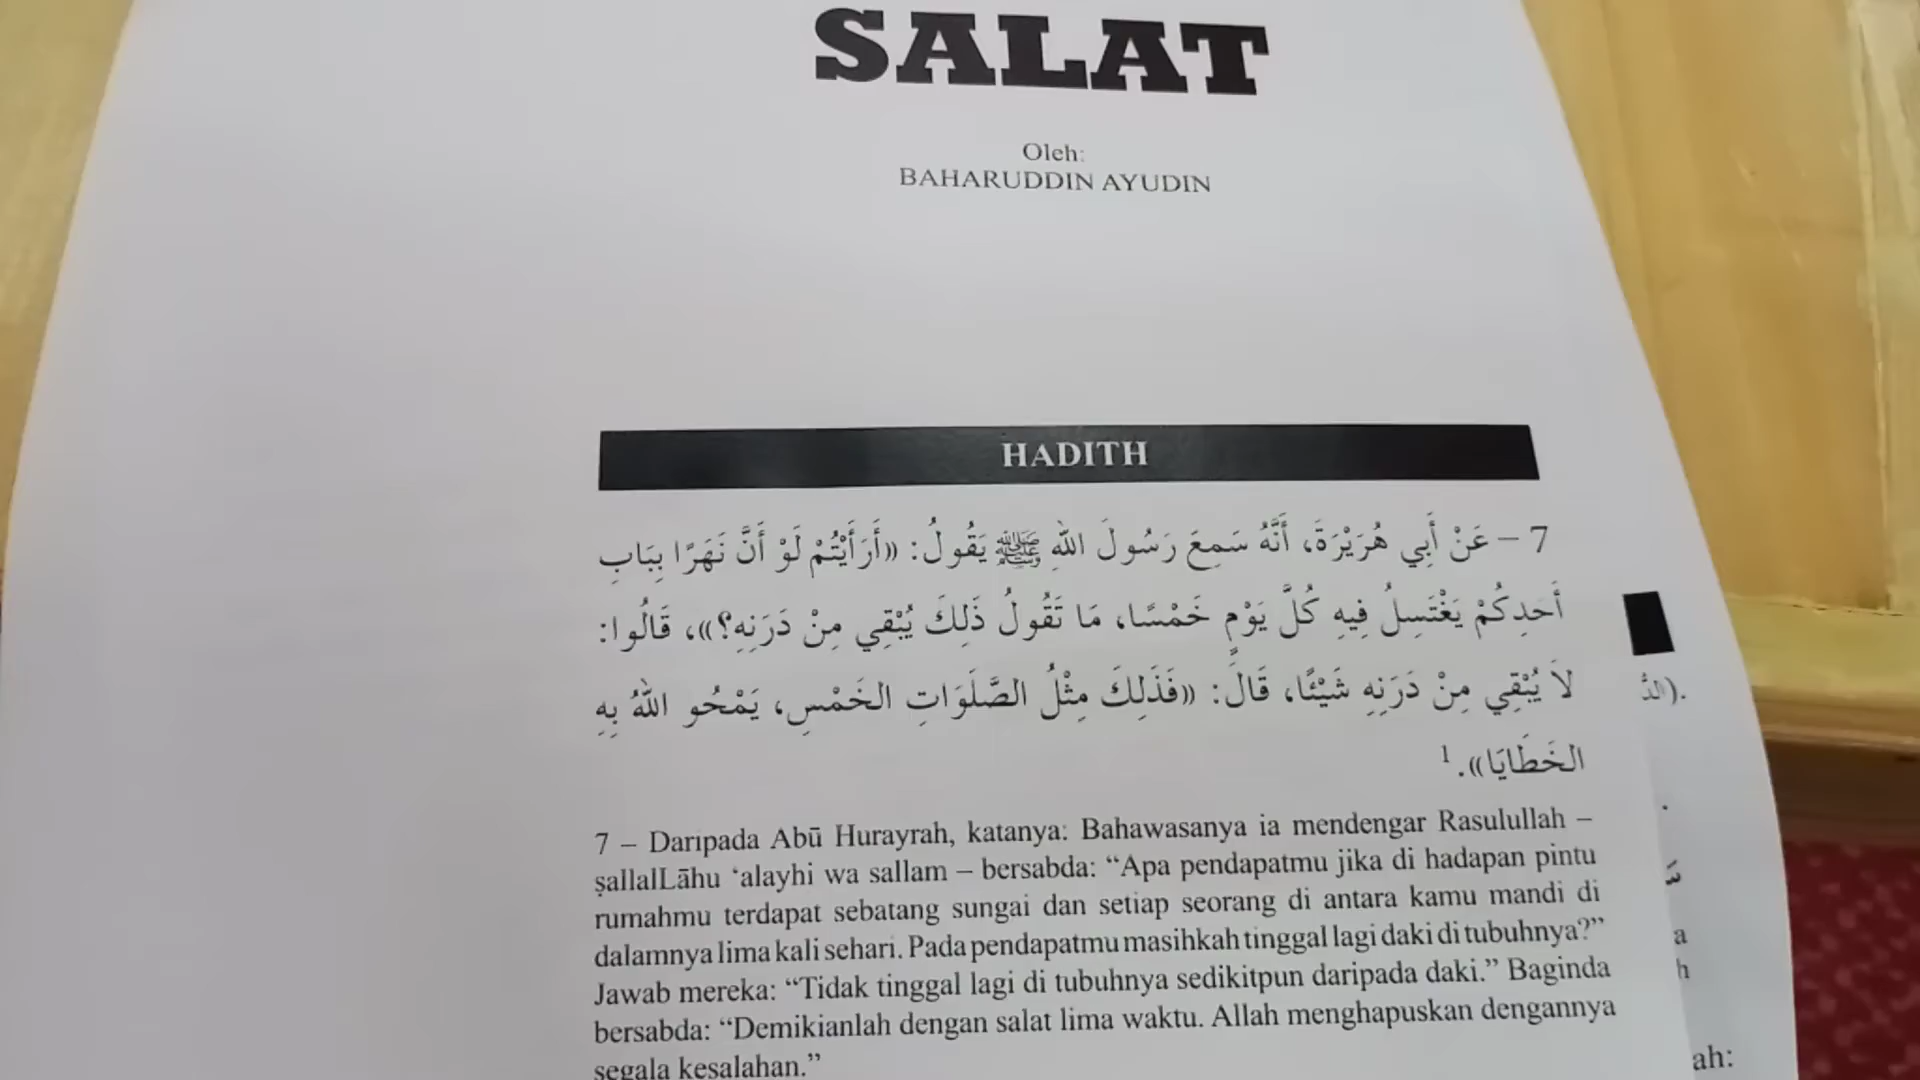 SALAT
Oleh:
BAHARUDDIN AYUDIN
HADITH
7 – عَنْ أَبِي هُرَيْرَةَ، أَنَّهُ سَمِعَ رَسُولَ اللهِ ﷺ يَقُولُ: «أَرَأَيْتُمْ لَوْ أَنَّ نَهَرًا بِبَابِ
أَحَدِكُمْ يَغْتَسِلُ فِيهِ كُلَّ يَوْمٍ خَمْسًا، مَا تَقُولُ ذَلِكَ يُبْقِي مِنْ دَرَنِهِ؟»، قَالُوا:
لاَ يُبْقِي مِنْ دَرَنِهِ شَيْئًا، قَالَ: «فَذَلِكَ مِثْلُ الصَّلَوَاتِ الخَمْسِ، يَمْحُو اللهُ بِهِ
الخَطَايَا». 1
7 – Daripada Abū Hurayrah, katanya: Bahawasanya ia mendengar Rasulullah –
ṣallalLāhu ‘alayhi wa sallam – bersabda: “Apa pendapatmu jika di hadapan pintu
rumahmu terdapat sebatang sungai dan setiap seorang di antara kamu mandi di
dalamnya lima kali sehari. Pada pendapatmu masihkah tinggal lagi daki di tubuhnya?”
Jawab mereka: “Tidak tinggal lagi di tubuhnya sedikitpun daripada daki.” Baginda
bersabda: “Demikianlah dengan salat lima waktu. Allah menghapuskan dengannya
segala kesalahan.”
a
h
ah: